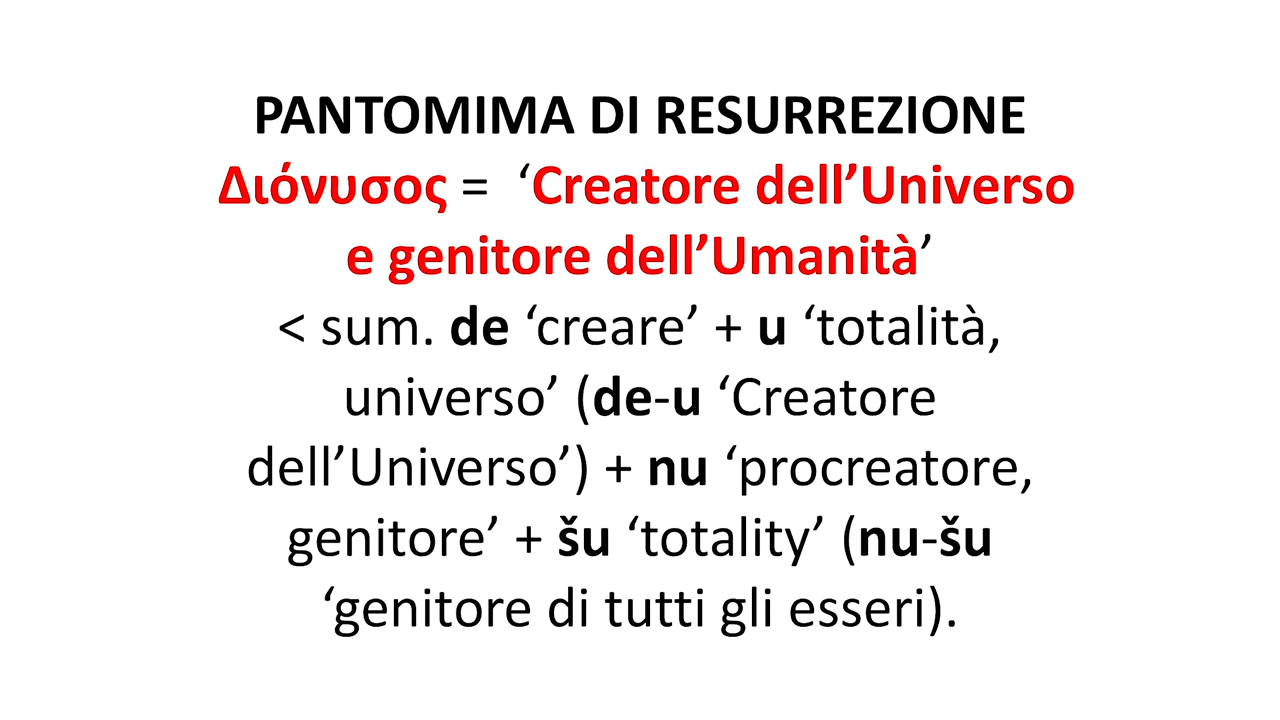 PANTOMIMA DI RESURREZIONE
Διόνυσος = ‘Creatore dell’Universo
e genitore dell’Umanità’
< sum. de ‘creare’ + u ‘totalità,
universo’ (de-u ‘Creatore
dell’Universo’) + nu ‘procreatore,
genitore’ + šu ‘totality’ (nu-šu
‘genitore di tutti gli esseri).